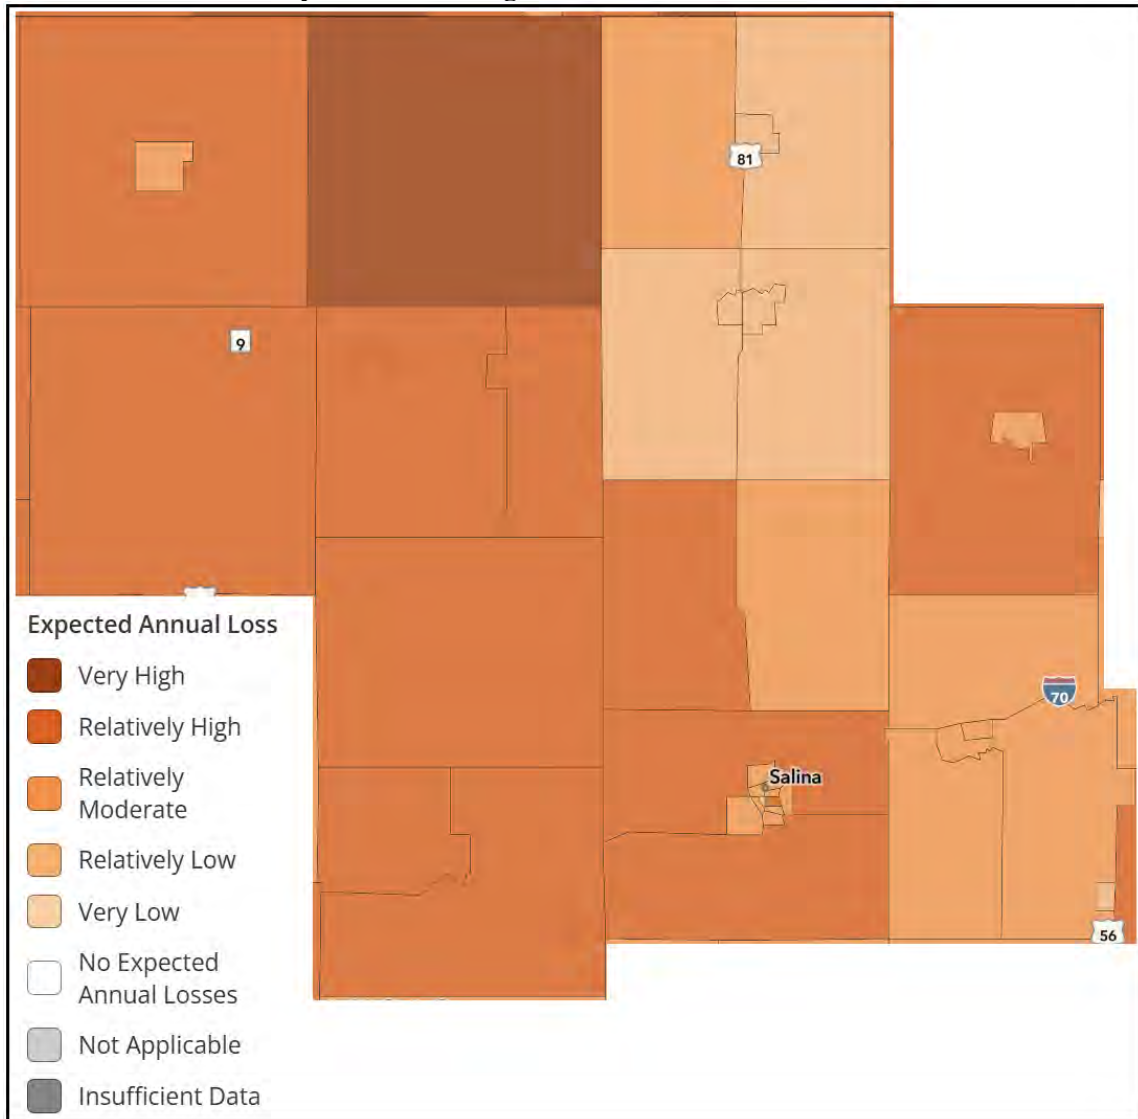 81
9
Expected Annual Loss
Very High
Relatively High
Relatively
Moderate
70
Salina
Relatively Low
Very Low
56
No Expected
Annual Losses
Not Applicable
Insufficient Data